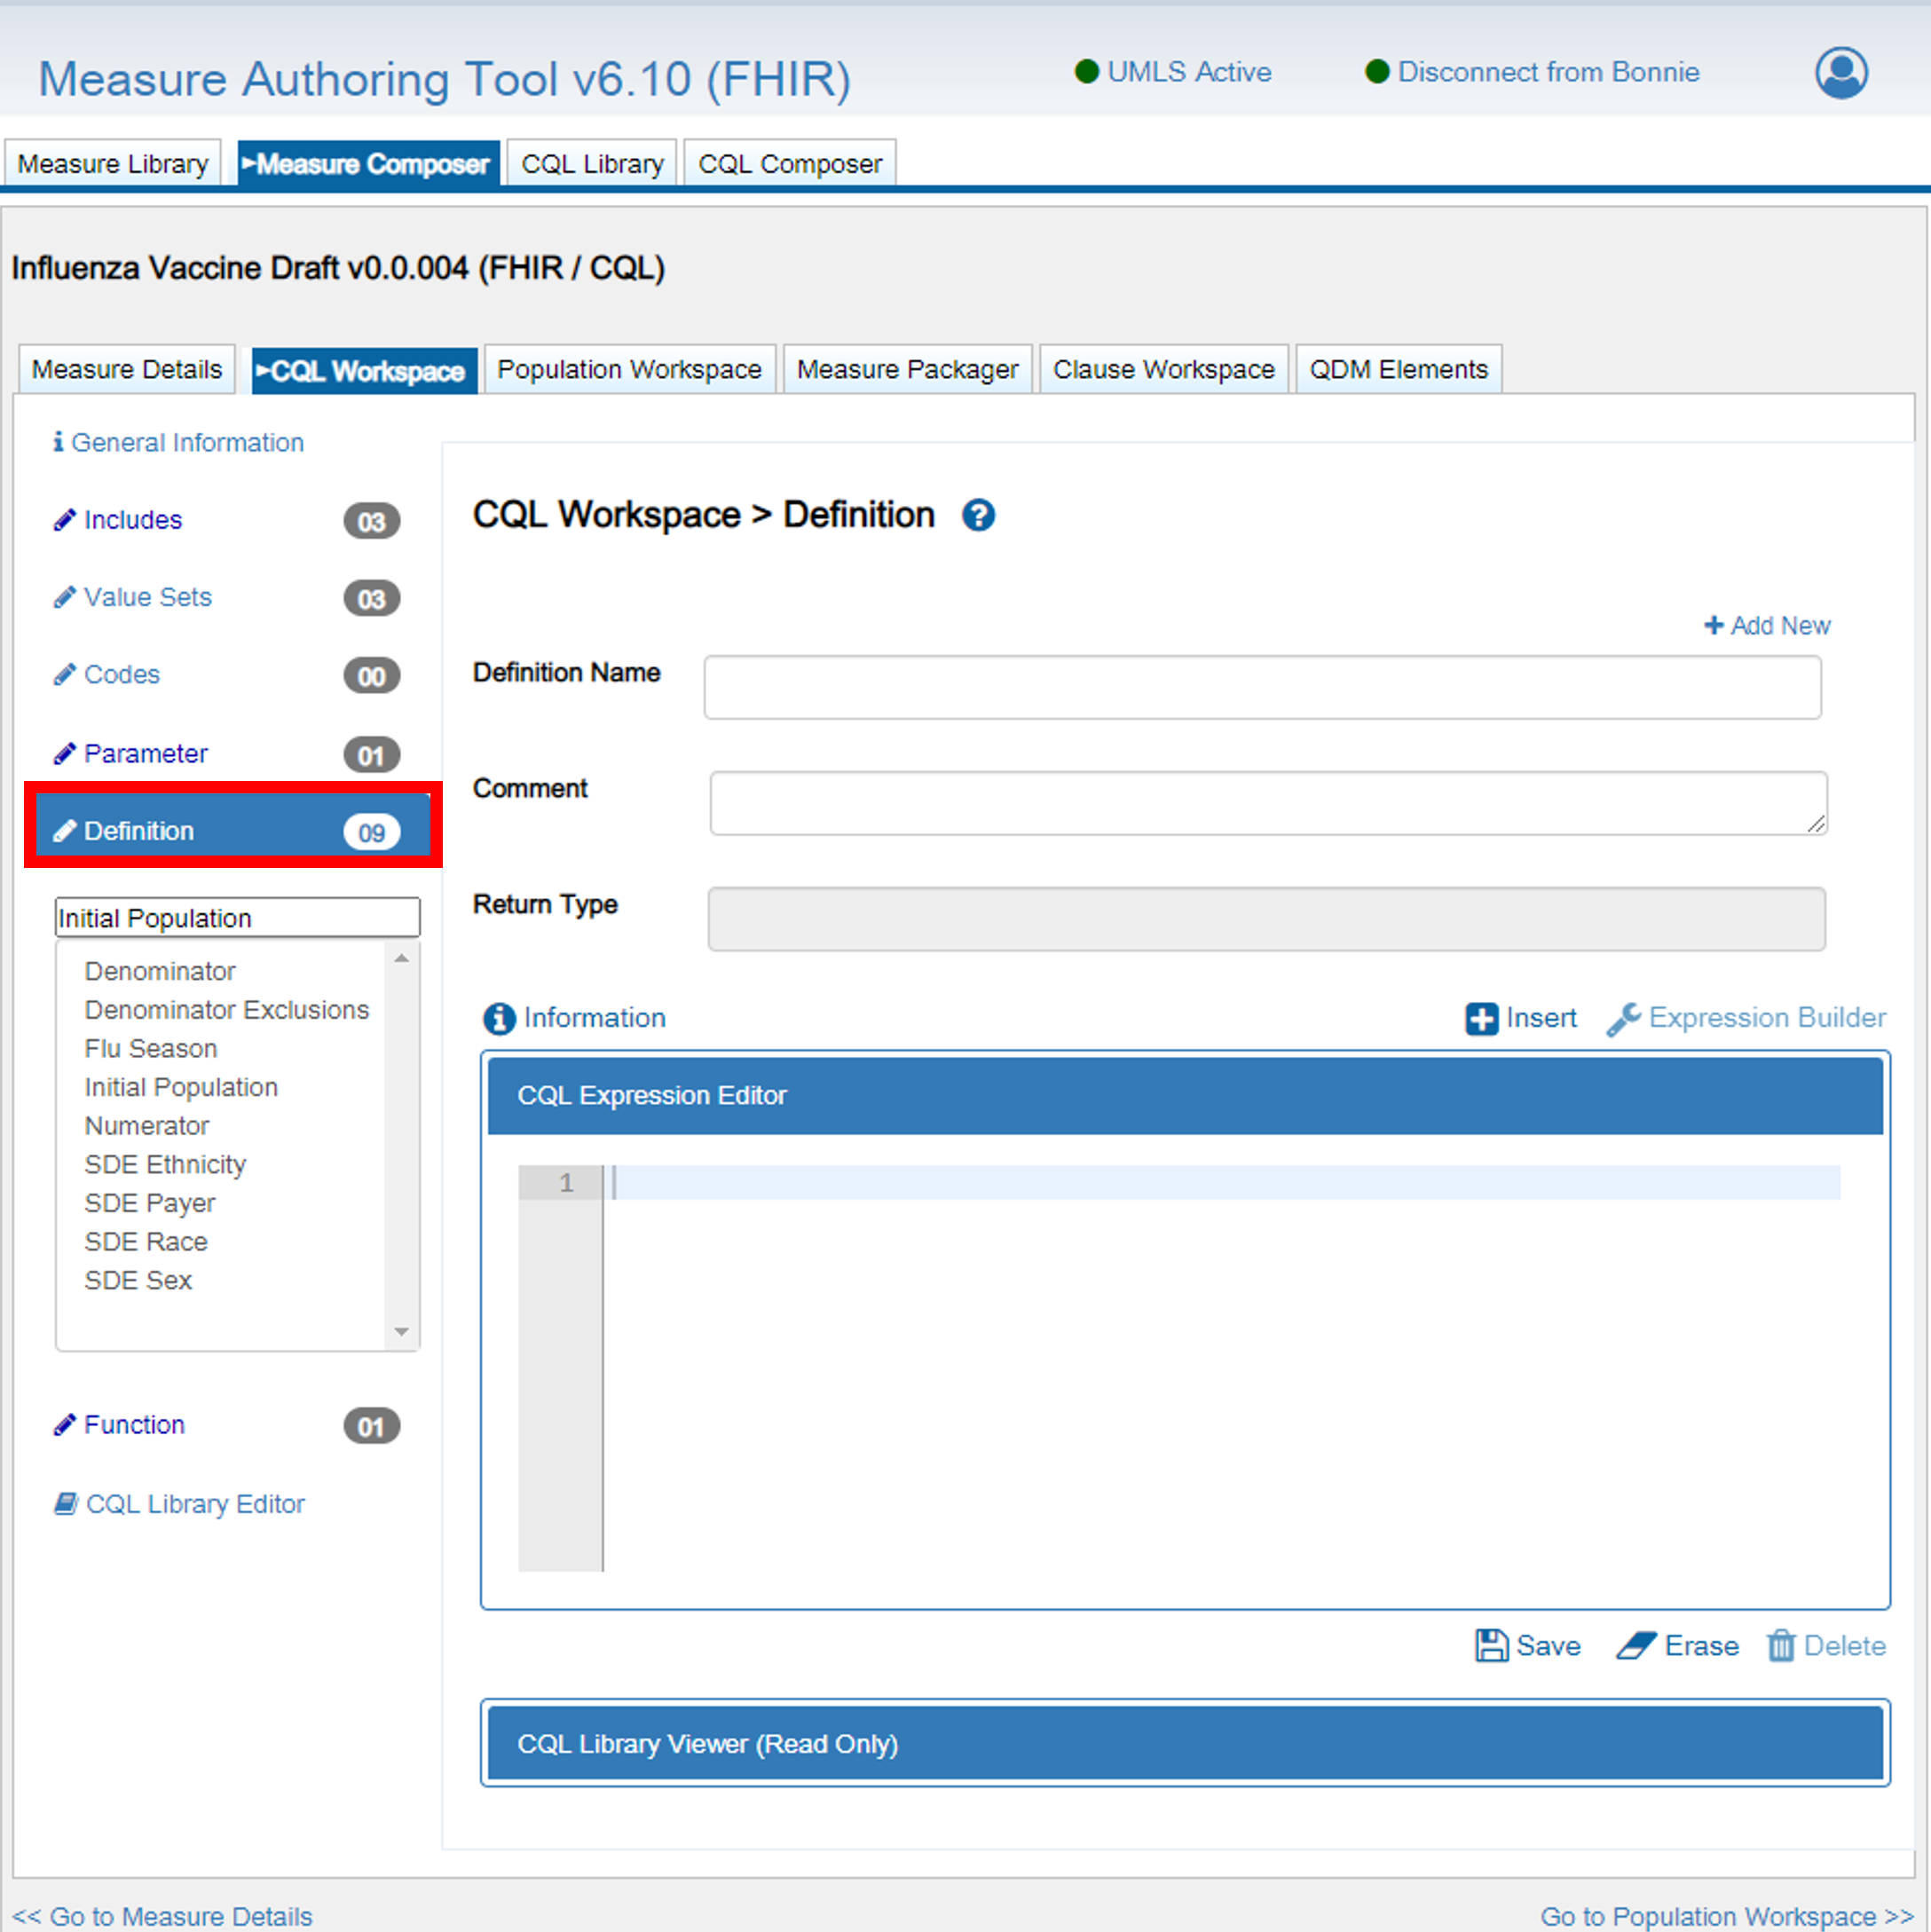 Measure Authoring Tool v6.10 (FHIR)
UMLS Active
Disconnect from Bonnie
Measure Library
Measure Composer
CQL Library
CQL Composer
Influenza Vaccine Draft v0.0.004 (FHIR / CQL)
Measure Details
CQL Workspace
Population Workspace
Measure Packager
Clause Workspace
QDM Elements
General Information
Includes 03
Value Sets 03
Codes 00
Parameter 01
Definition 09
Initial Population
Denominator
Denominator Exclusions
Flu Season
Initial Population
Numerator
SDE Ethnicity
SDE Payer
SDE Race
SDE Sex
Function 01
CQL Library Editor
CQL Workspace > Definition ?
+ Add New
Definition Name
Comment
Return Type
Information
Insert
Expression Builder
CQL Expression Editor
1
Save
Erase
Delete
CQL Library Viewer (Read Only)
<< Go to Measure Details
Go to Population Workspace >>